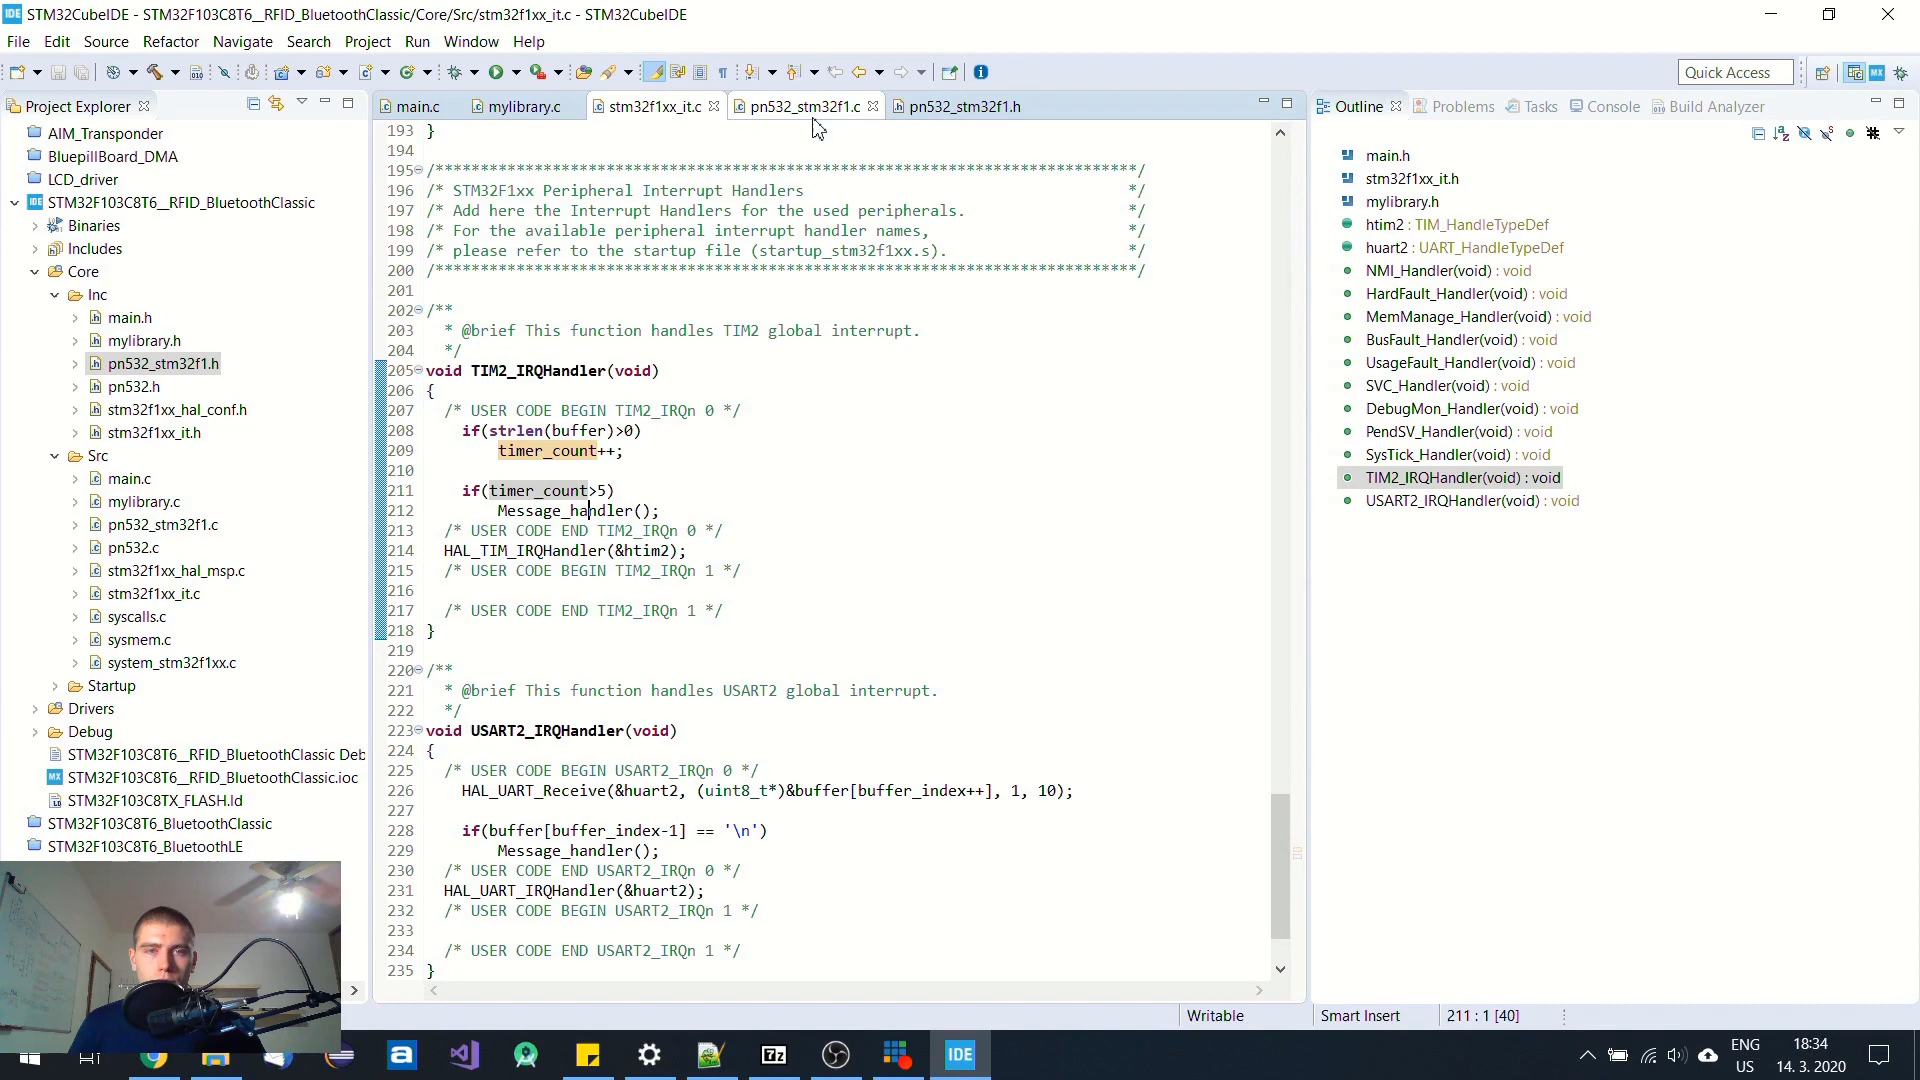 IDE STM32CubeIDE - STM32F103C8T6__RFID_BluetoothClassic/Core/Src/stm32f1xx_it.c - STM32CubeIDE
File Edit Source Refactor Navigate Search Project Run Window Help
Quick Access
Project Explorer
AIM_Transponder
BluepillBoard_DMA
LCD_driver
STM32F103C8T6__RFID_BluetoothClassic
Binaries
Includes
Core
Inc
main.h
mylibrary.h
pn532_stm32f1.h
pn532.h
stm32f1xx_hal_conf.h
stm32f1xx_it.h
Src
main.c
mylibrary.c
pn532_stm32f1.c
pn532.c
stm32f1xx_hal_msp.c
stm32f1xx_it.c
syscalls.c
sysmem.c
system_stm32f1xx.c
Startup
Drivers
Debug
STM32F103C8T6__RFID_BluetoothClassic Deb
STM32F103C8T6__RFID_BluetoothClassic.ioc
STM32F103C8TX_FLASH.ld
STM32F103C8T6_BluetoothClassic
STM32F103C8T6_BluetoothLE
main.c mylibrary.c stm32f1xx_it.c pn532_stm32f1.c pn532_stm32f1.h
193 }
194
195 /******************************************************************************/
196 /* STM32F1xx Peripheral Interrupt Handlers                                    */
197 /* Add here the Interrupt Handlers for the used peripherals.                  */
198 /* For the available peripheral interrupt handler names,                      */
199 /* please refer to the startup file (startup_stm32f1xx.s).                    */
200 /******************************************************************************/
201
202 /**
203   * @brief This function handles TIM2 global interrupt.
204   */
205 void TIM2_IRQHandler(void)
206 {
207   /* USER CODE BEGIN TIM2_IRQn 0 */
208     if(strlen(buffer)>0)
209         timer_count++;
210
211     if(timer_count>5)
212         Message_handler();
213   /* USER CODE END TIM2_IRQn 0 */
214   HAL_TIM_IRQHandler(&htim2);
215   /* USER CODE BEGIN TIM2_IRQn 1 */
216
217   /* USER CODE END TIM2_IRQn 1 */
218 }
219
220 /**
221   * @brief This function handles USART2 global interrupt.
222   */
223 void USART2_IRQHandler(void)
224 {
225   /* USER CODE BEGIN USART2_IRQn 0 */
226     HAL_UART_Receive(&huart2, (uint8_t*)&buffer[buffer_index++], 1, 10);
227
228     if(buffer[buffer_index-1] == '\n')
229         Message_handler();
230   /* USER CODE END USART2_IRQn 0 */
231   HAL_UART_IRQHandler(&huart2);
232   /* USER CODE BEGIN USART2_IRQn 1 */
233
234   /* USER CODE END USART2_IRQn 1 */
235 }
Outline Problems Tasks Console Build Analyzer
main.h
stm32f1xx_it.h
mylibrary.h
htim2 : TIM_HandleTypeDef
huart2 : UART_HandleTypeDef
NMI_Handler(void) : void
HardFault_Handler(void) : void
MemManage_Handler(void) : void
BusFault_Handler(void) : void
UsageFault_Handler(void) : void
SVC_Handler(void) : void
DebugMon_Handler(void) : void
PendSV_Handler(void) : void
SysTick_Handler(void) : void
TIM2_IRQHandler(void) : void
USART2_IRQHandler(void) : void
Writable Smart Insert 211 : 1 [40]
IDE
ENG
US
18:34
14. 3. 2020